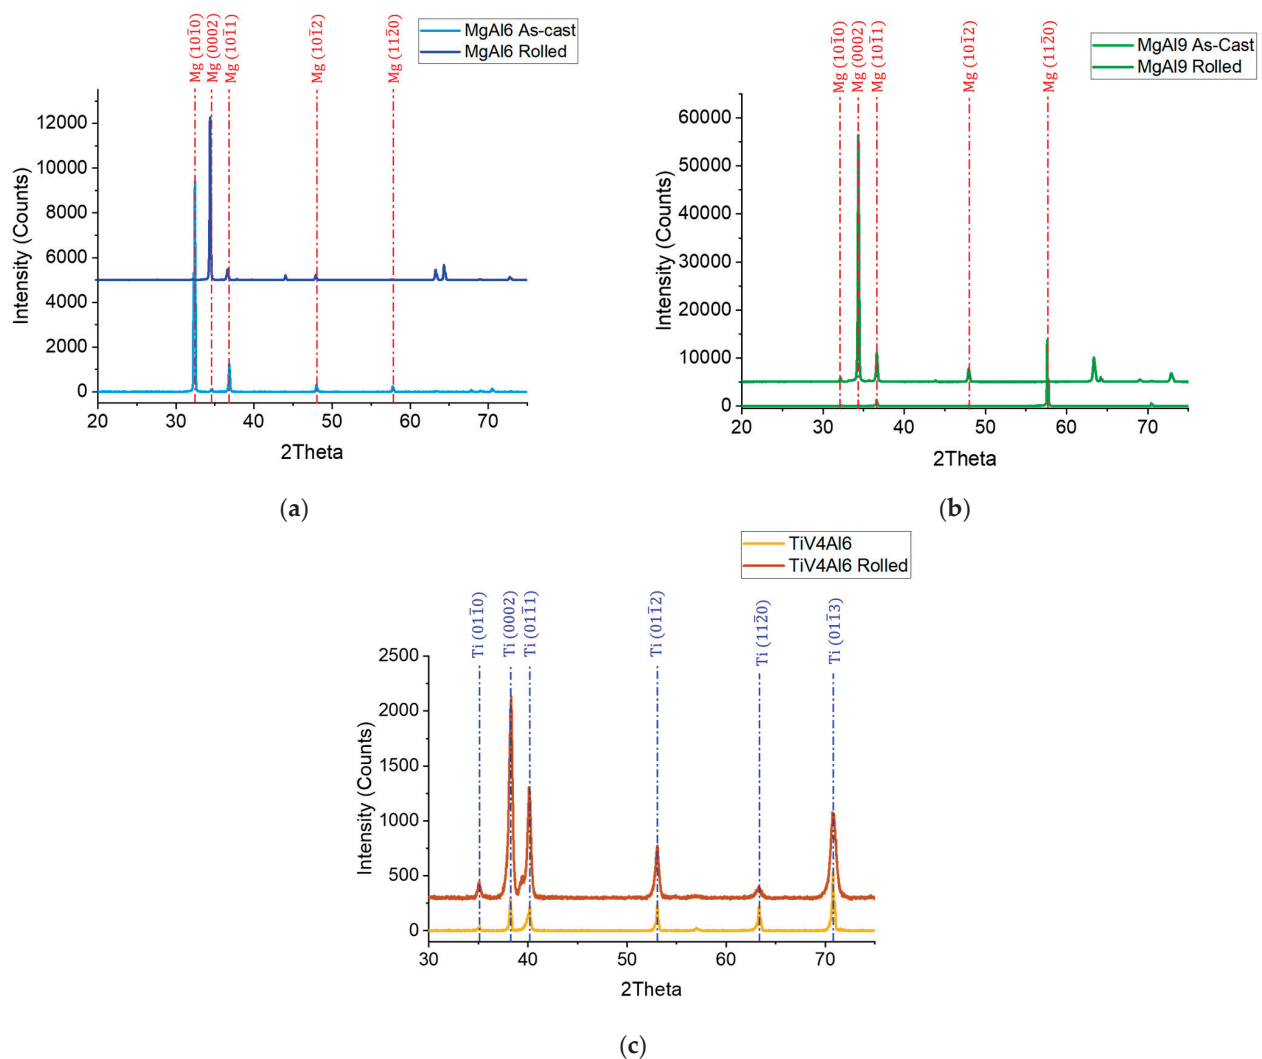 MgAl6 As-cast
MgAl6 Rolled
Mg (101̅0)
Mg (0002)
Mg (101̅1)
Mg (101̅2)
Mg (112̅0)
12000
10000
8000
6000
4000
2000
0
Intensity (Counts)
20 30 40 50 60 70
2Theta
(a)
MgAl9 As-Cast
MgAl9 Rolled
Mg (101̅0)
Mg (0002)
Mg (101̅1)
Mg (101̅2)
Mg (112̅0)
60000
50000
40000
30000
20000
10000
0
Intensity (Counts)
20 30 40 50 60 70
2Theta
(b)
TiV4Al6
TiV4Al6 Rolled
Ti (011̅0)
Ti (0002)
Ti (011̅1)
Ti (011̅2)
Ti (112̅0)
Ti (011̅3)
2500
2000
1500
1000
500
0
Intensity (Counts)
30 40 50 60 70
2Theta
(c)